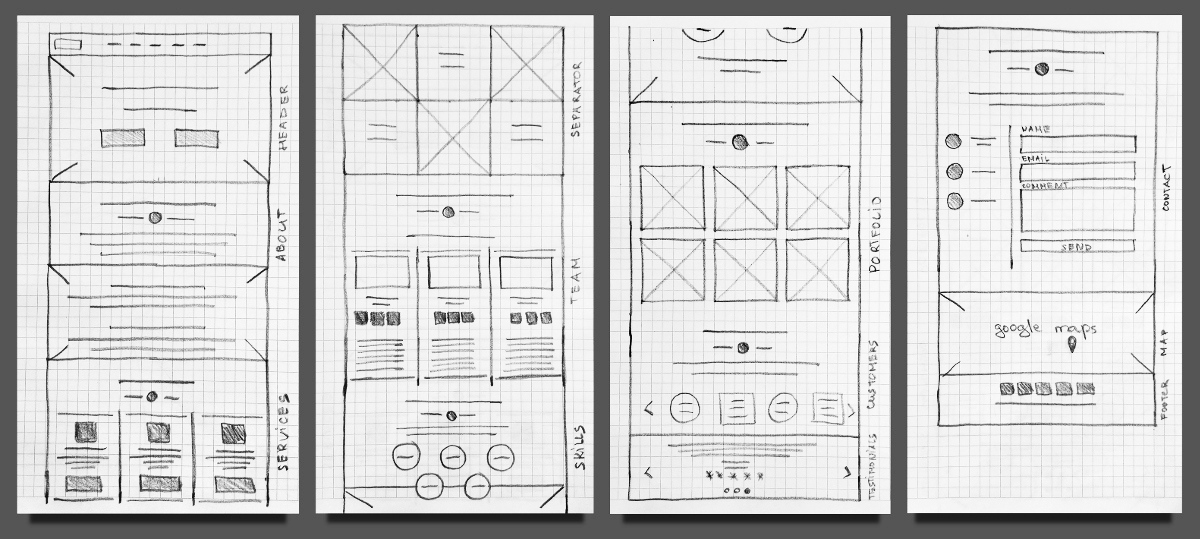 HEADER
ABOUT
SERVICES
SEPARATOR
TEAM
SKILLS
PORTFOLIO
CUSTOMERS
TESTIMONIALS
NAME
EMAIL
COMMENT
SEND
CONTACT
google maps
MAP
FOOTER